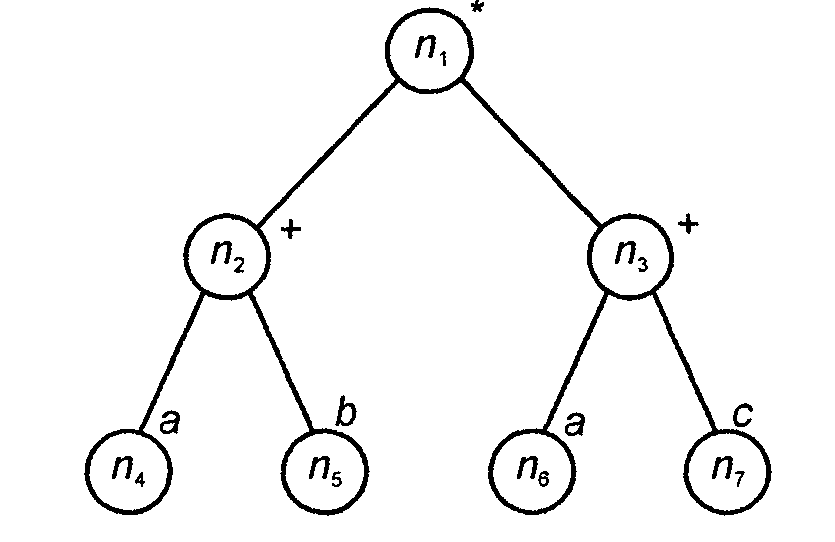 *
n₁
+
n₂
+
n₃
a
n₄
b
n₅
a
n₆
c
n₇